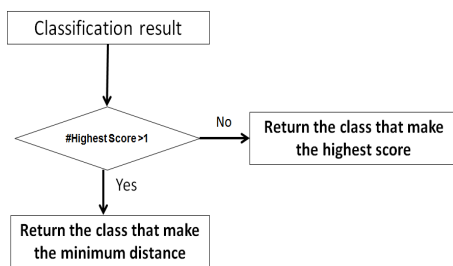 Classification result
#Highest Score>1
No
Return the class that make
the highest score
Yes
Return the class that make
the minimum distance